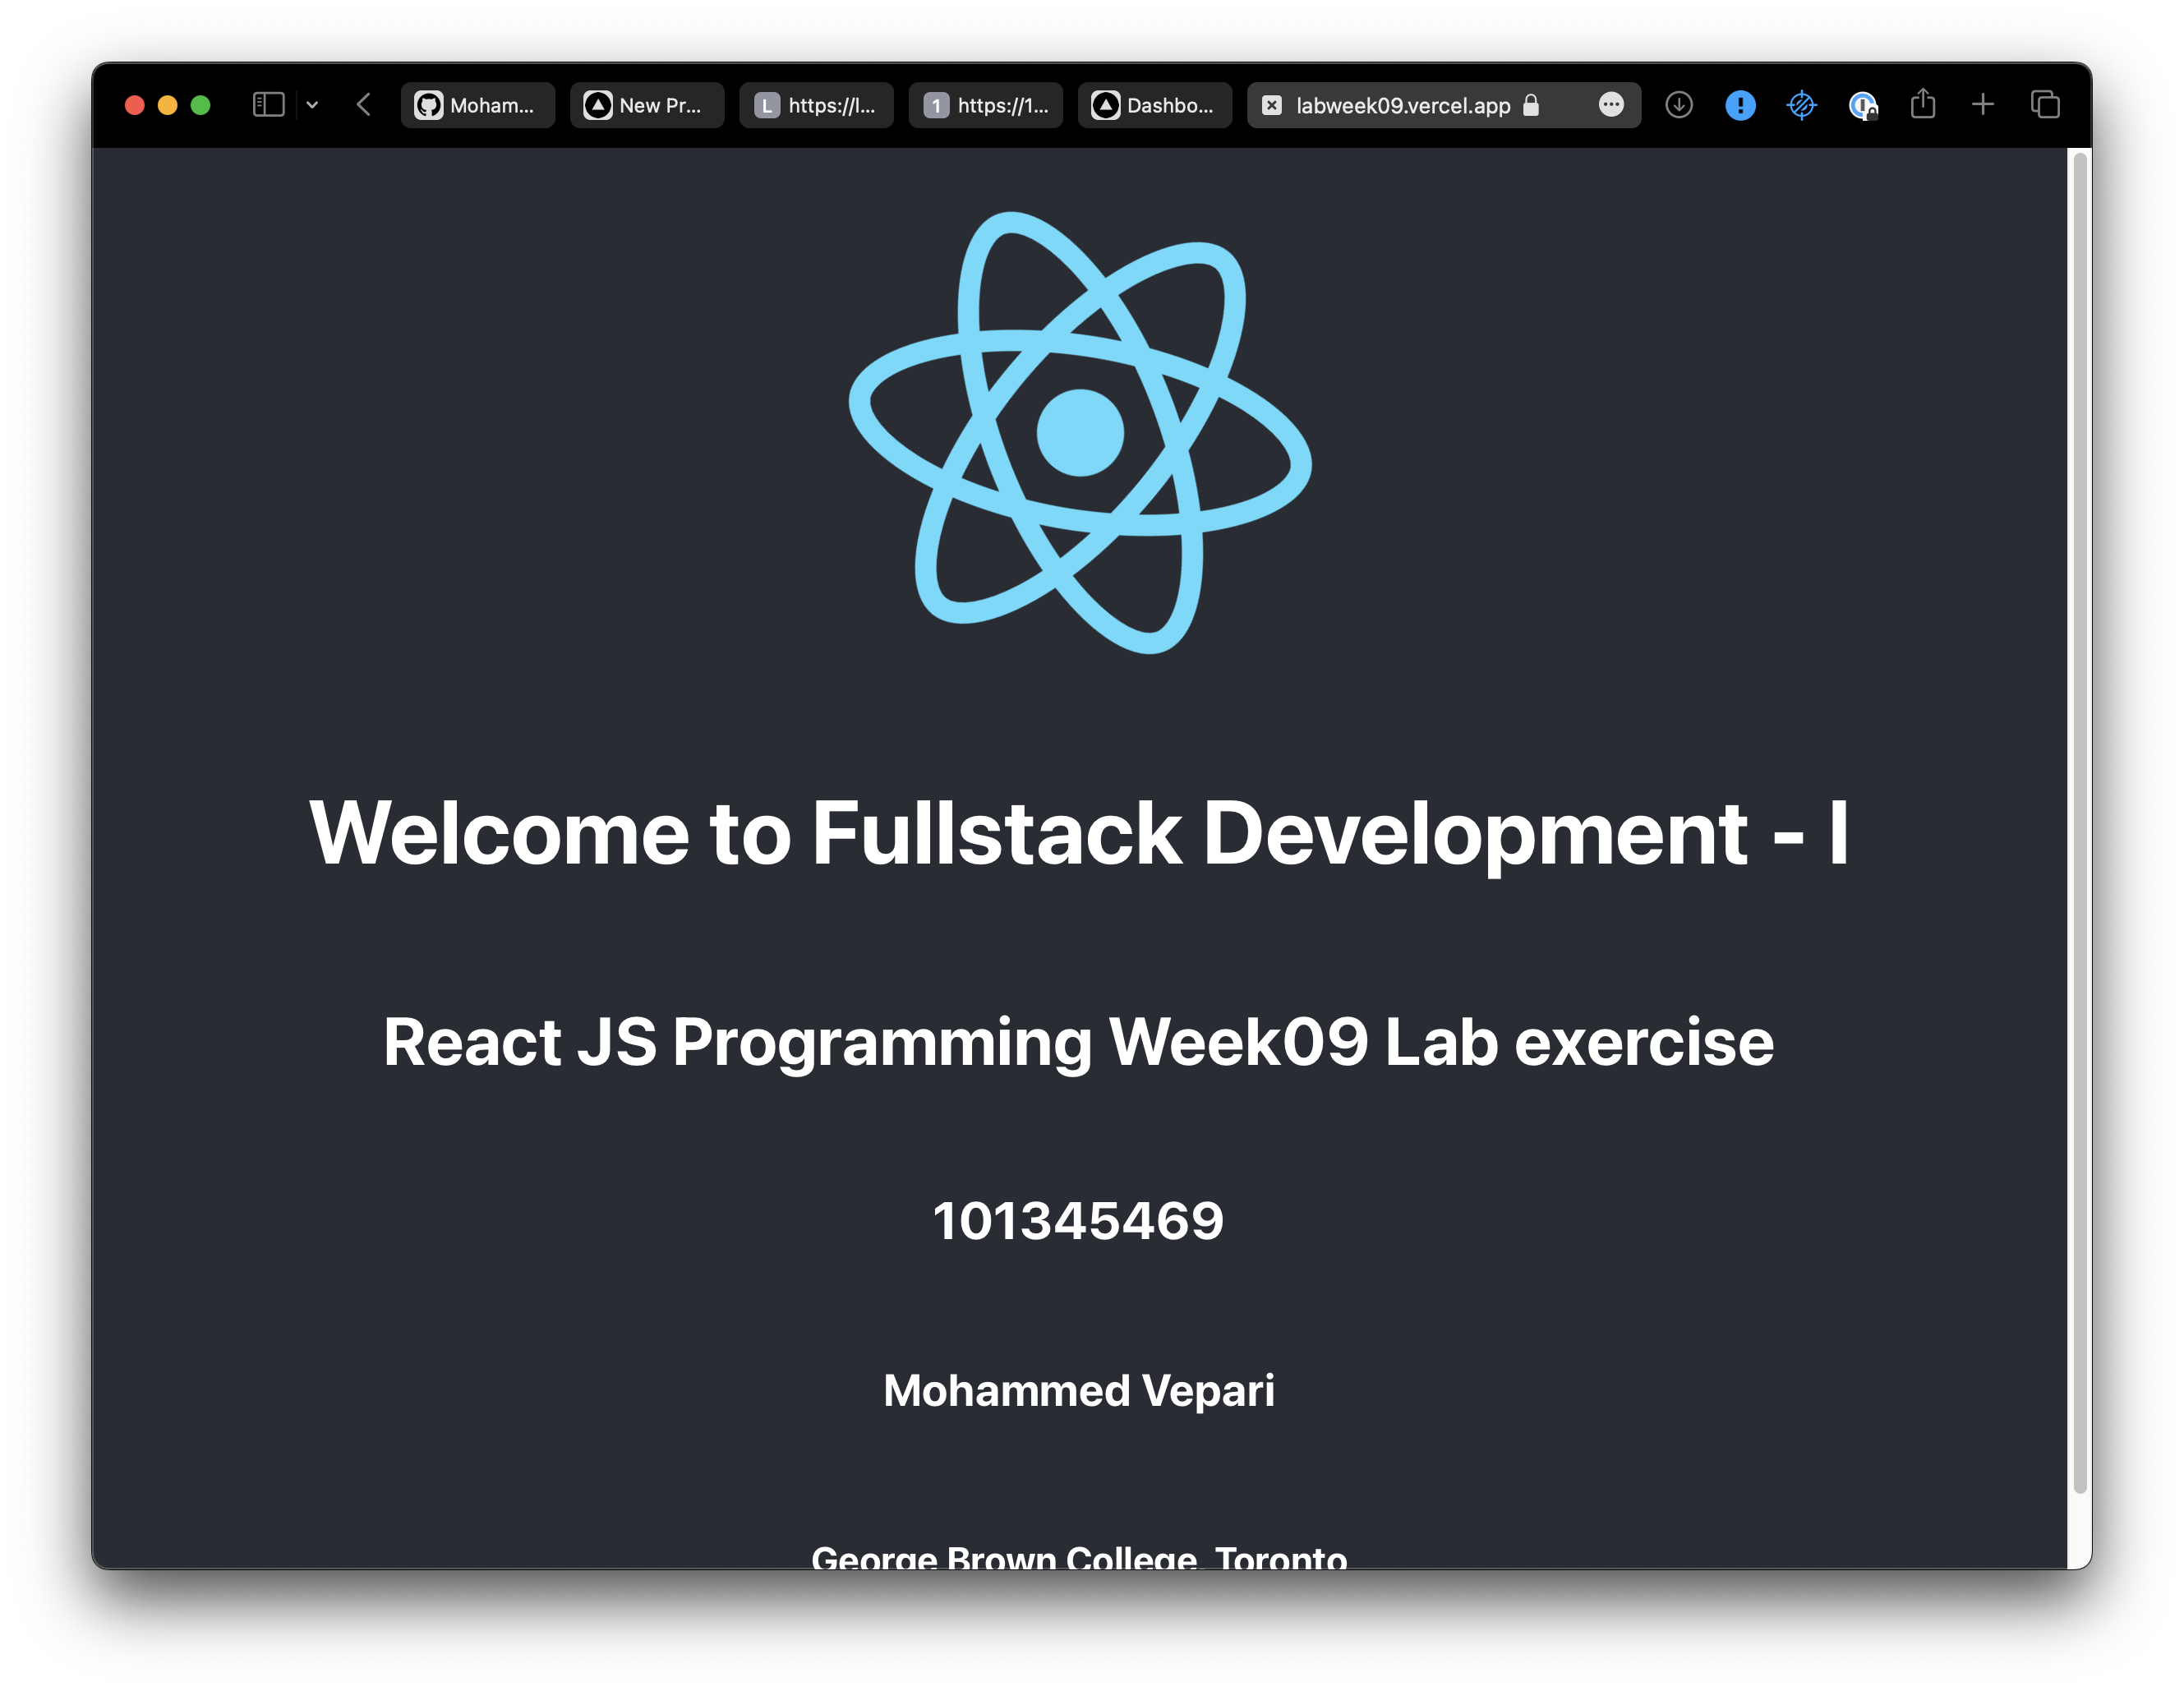 Moham...
New Pr...
L https://l...
1 https://1...
Dashbo...
labweek09.vercel.app
Welcome to Fullstack Development - I
React JS Programming Week09 Lab exercise
101345469
Mohammed Vepari
George Brown College, Toronto